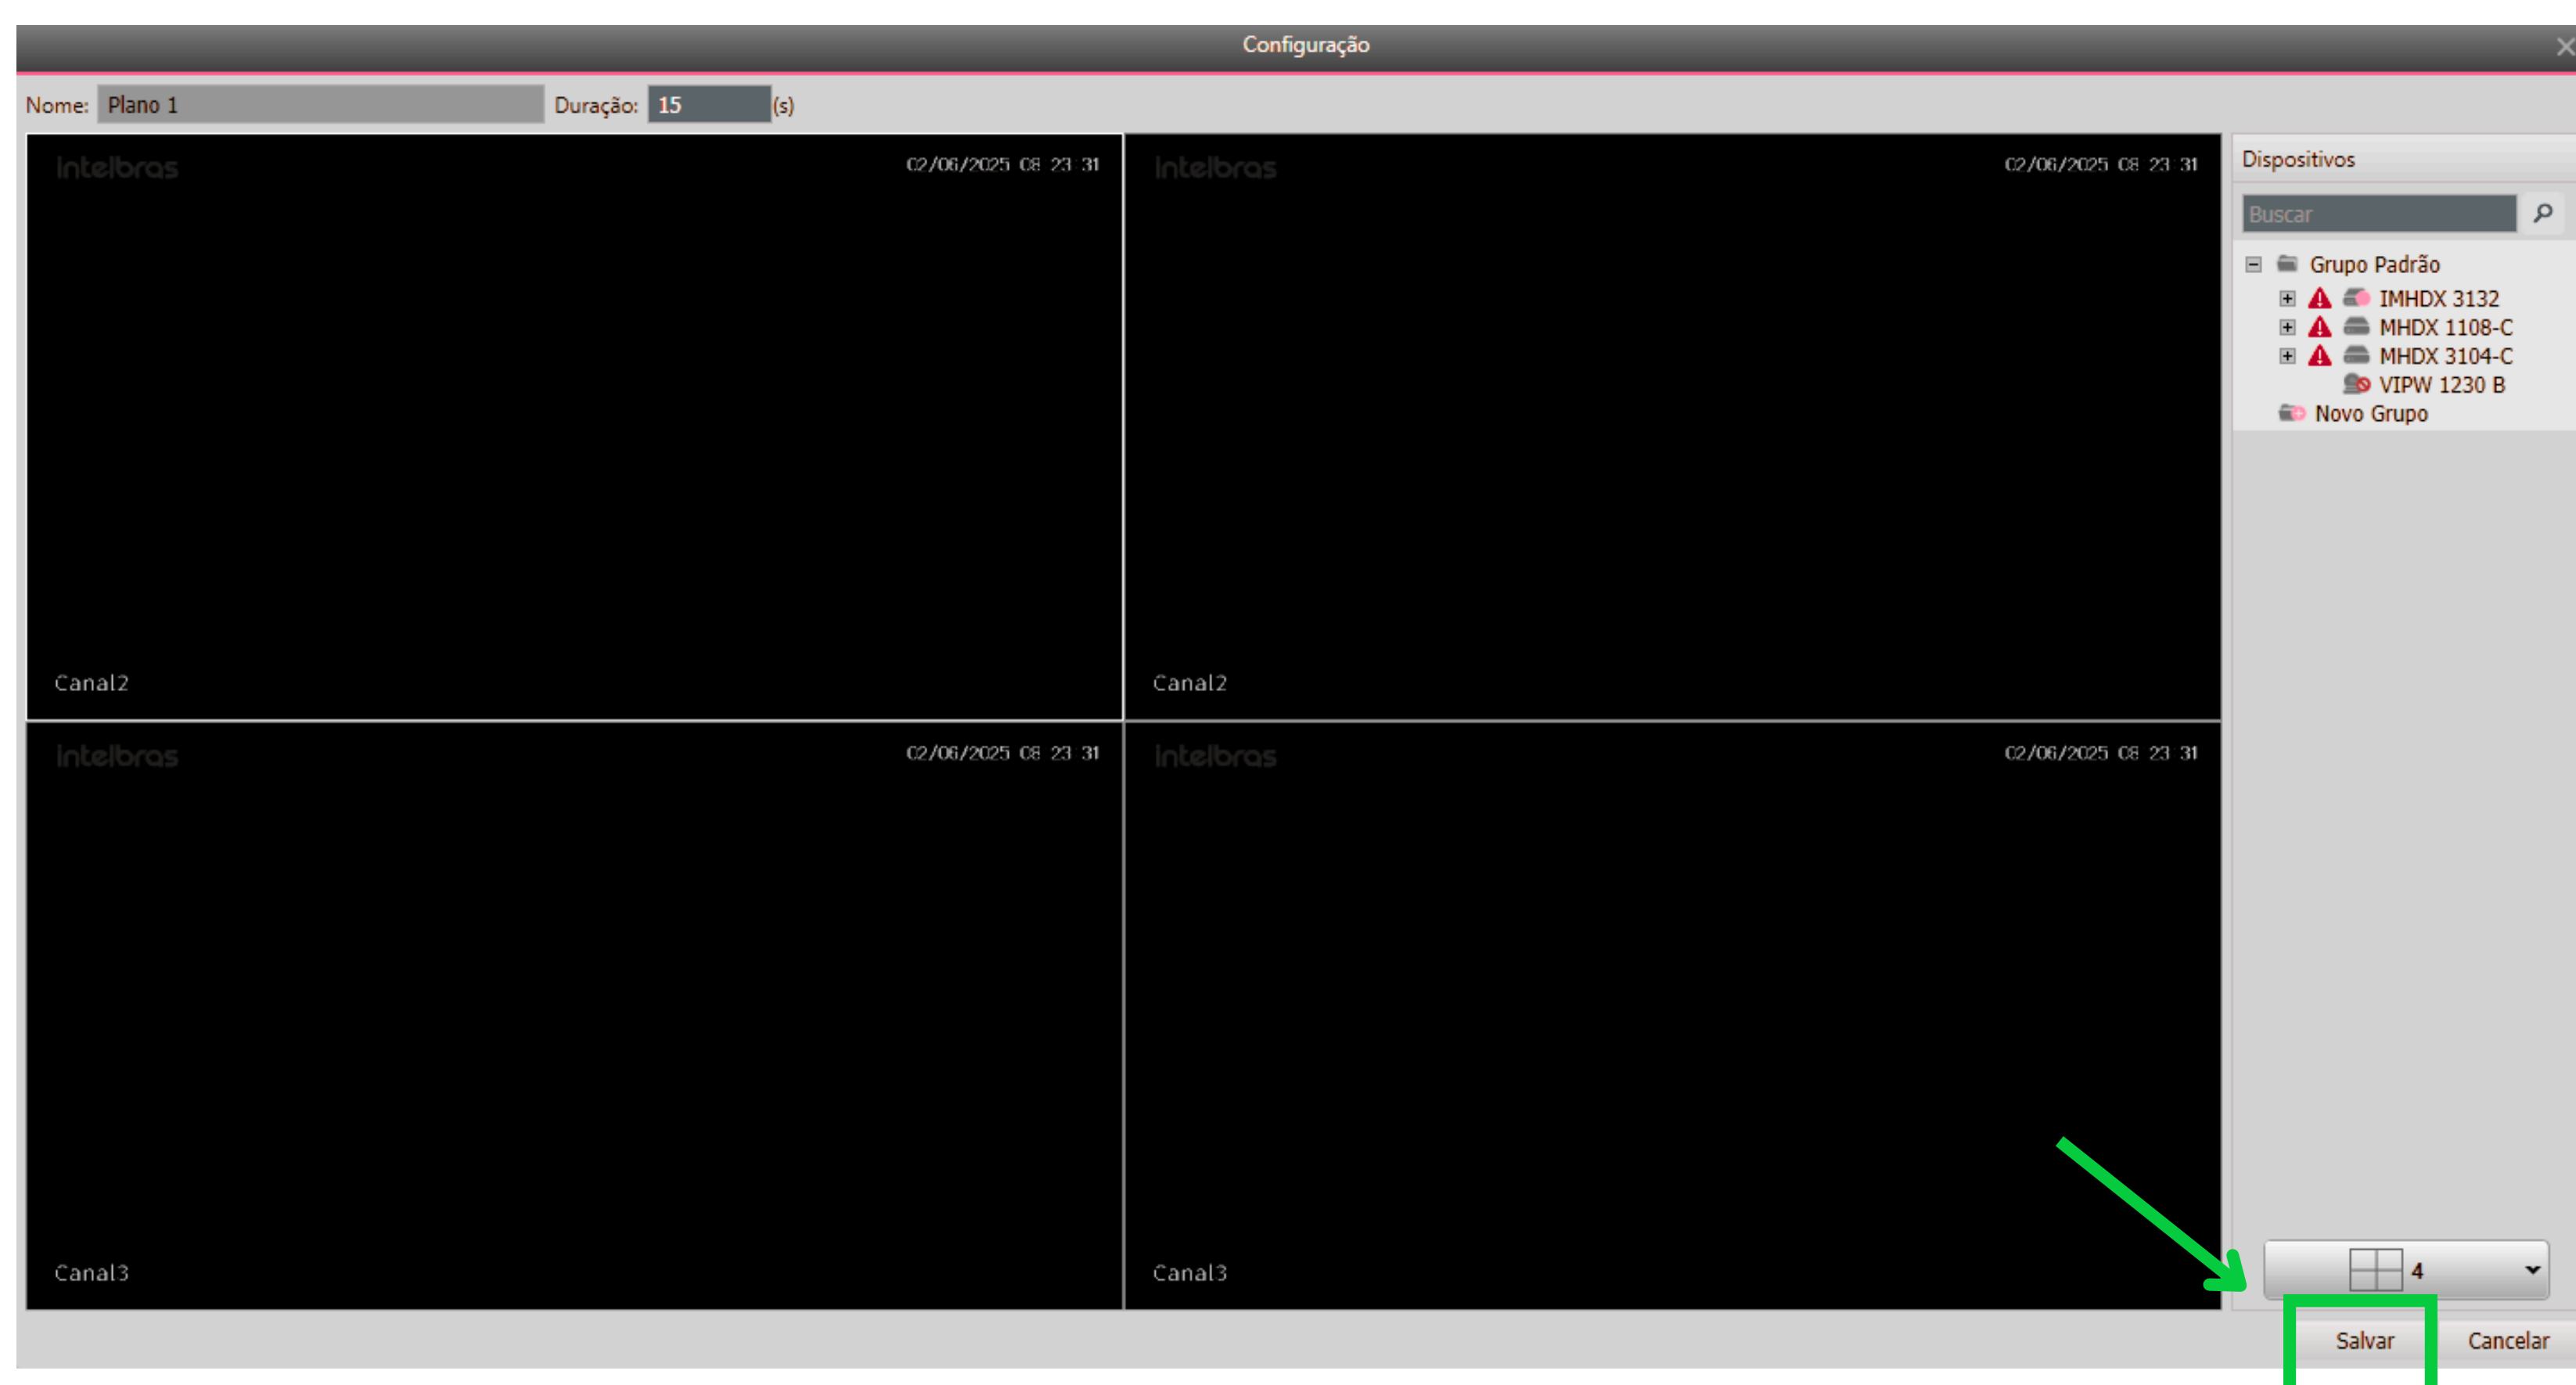 Configuração
Nome: Plano 1 Duração: 15 (s)
intelbras 02/06/2025 08 23 31 intelbras 02/06/2025 08 23 31
Dispositivos
Buscar
Grupo Padrão
IMHDX 3132
MHDX 1108-C
MHDX 3104-C
VIPW 1230 B
Novo Grupo
Canal2 Canal2
intelbras 02/06/2025 08 23 31 intelbras 02/06/2025 08 23 31
Canal3 Canal3
4
Salvar Cancelar